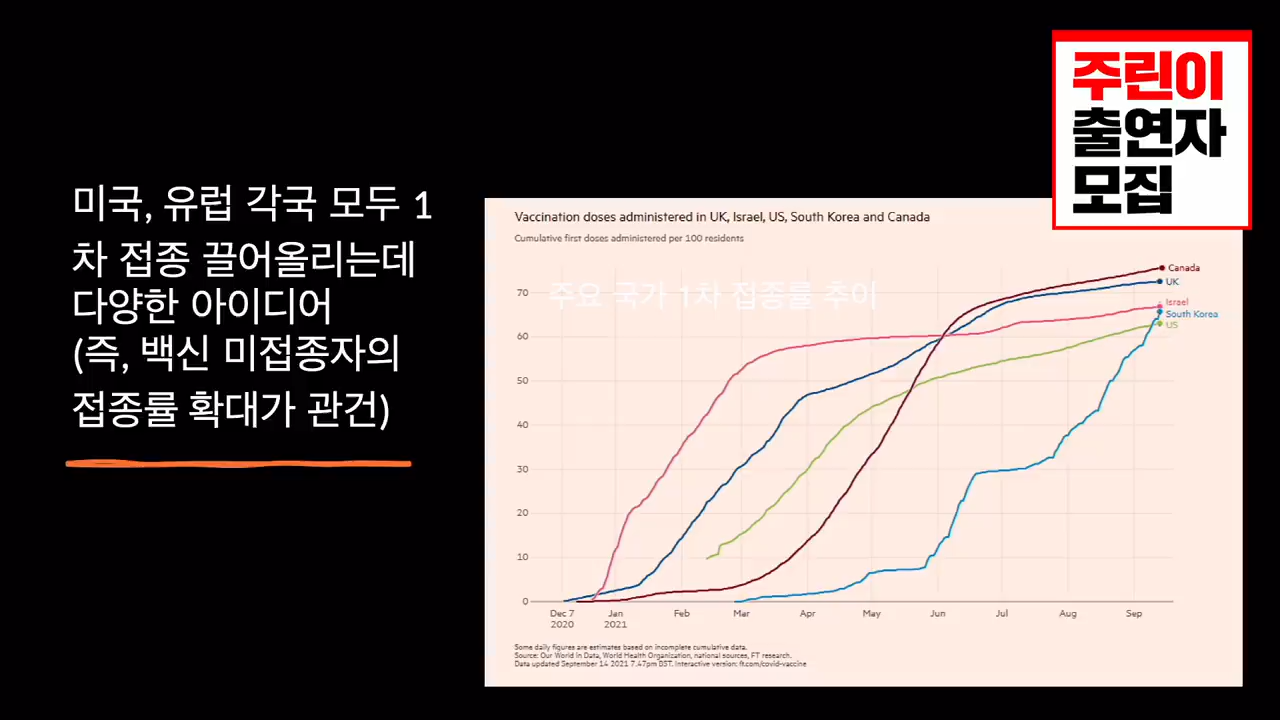 주린이
출연자
모집
미국, 유럽 각국 모두 1
차 접종 끌어올리는데
다양한 아이디어
(즉, 백신 미접종자의
접종률 확대가 관건)
Vaccination doses administered in UK, Israel, US, South Korea and Canada
Cumulative first doses administered per 100 residents
주요 국가 1차 접종률 추이
70
60
50
40
30
20
10
0
Canada
UK
Israel
South Korea
US
Dec 7 Jan Feb Mar Apr May Jun Jul Aug Sep
2020 2021
Some daily figures are estimates based on incomplete cumulative data.
Source: Our World in Data, World Health Organization, national sources, FT research.
Data updated September 14 2021 7.47pm BST. Interactive version: ft.com/covid-vaccine